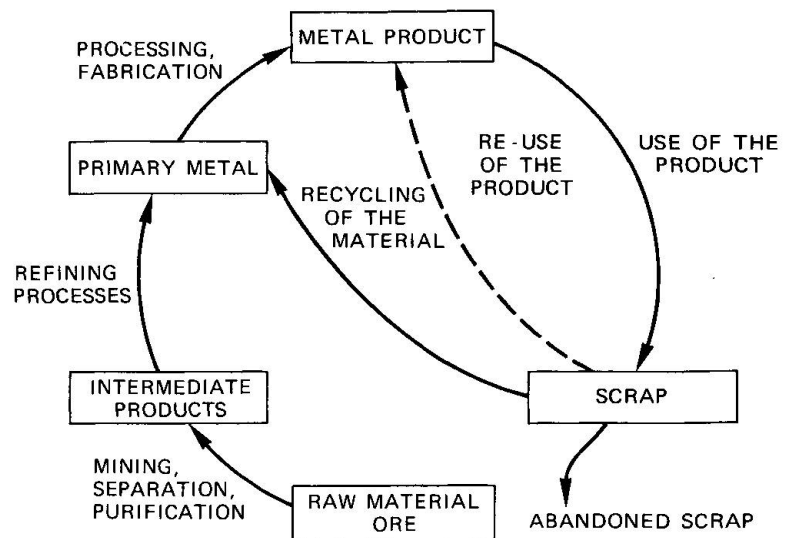 METAL PRODUCT
PROCESSING,
FABRICATION
PRIMARY METAL
RE-USE
OF THE
PRODUCT
USE OF THE
PRODUCT
RECYCLING
OF THE
MATERIAL
REFINING
PROCESSES
INTERMEDIATE
PRODUCTS
SCRAP
MINING,
SEPARATION,
PURIFICATION
RAW MATERIAL
ORE
ABANDONED SCRAP